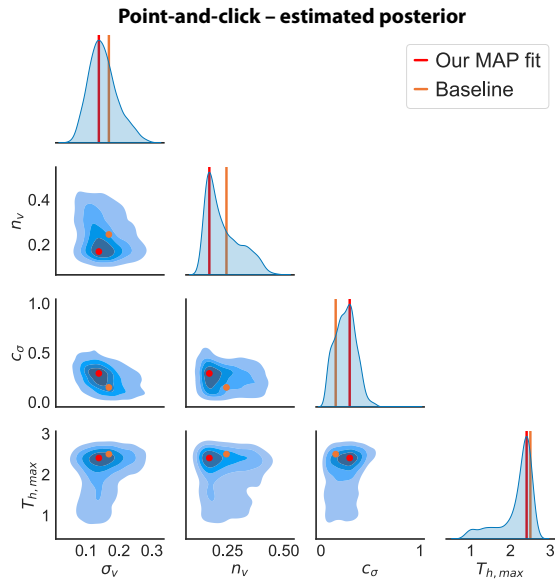 Point-and-click – estimated posterior
Our MAP fit
Baseline
n_v
0.4
0.2
c_σ
1.0
0.5
0.0
T_{h,max}
3
2
1
0.1 0.2 0.3
σ_v
0.25 0.50
n_v
0 1
c_σ
1 2 3
T_{h,max}